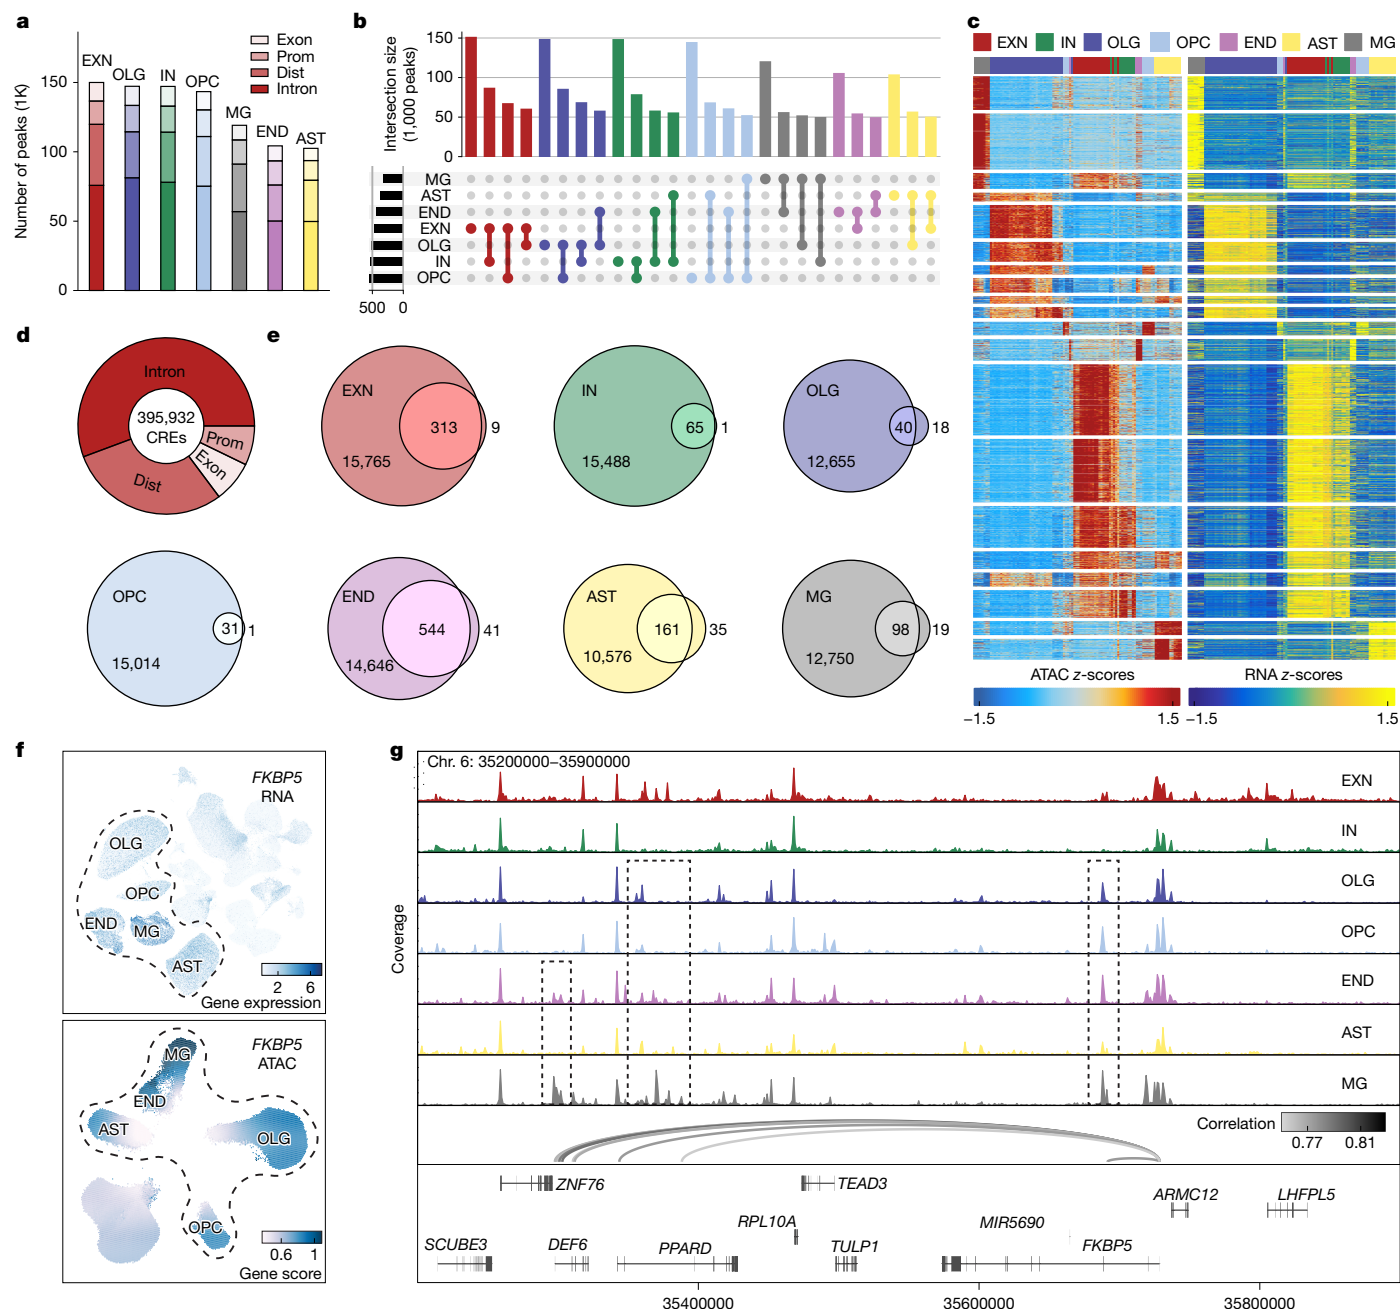 a
Number of peaks (1K)
150
100
50
0
EXN
OLG
IN
OPC
MG
END
AST
Exon
Prom
Dist
Intron
b
Intersection size
(1,000 peaks)
150
100
50
0
MG
AST
END
EXN
OLG
IN
OPC
500 0
c
EXN IN OLG OPC END AST MG
ATAC z-scores
−1.5 1.5
RNA z-scores
−1.5 1.5
d
Intron
395,932
CREs
Prom
Exon
Dist
e
EXN
313
9
15,765
IN
65
1
15,488
OLG
40
18
12,655
OPC
31
1
15,014
END
544
41
14,646
AST
161
35
10,576
MG
98
19
12,750
f
FKBP5
RNA
OLG
OPC
END
MG
AST
2 6
Gene expression
FKBP5
ATAC
MG
END
AST
OLG
OPC
0.6 1
Gene score
g
Chr. 6: 35200000–35900000
Coverage
EXN
IN
OLG
OPC
END
AST
MG
Correlation
0.77 0.81
ZNF76
TEAD3
ARMC12
LHFPL5
RPL10A
MIR5690
SCUBE3
DEF6
PPARD
TULP1
FKBP5
35400000 35600000 35800000